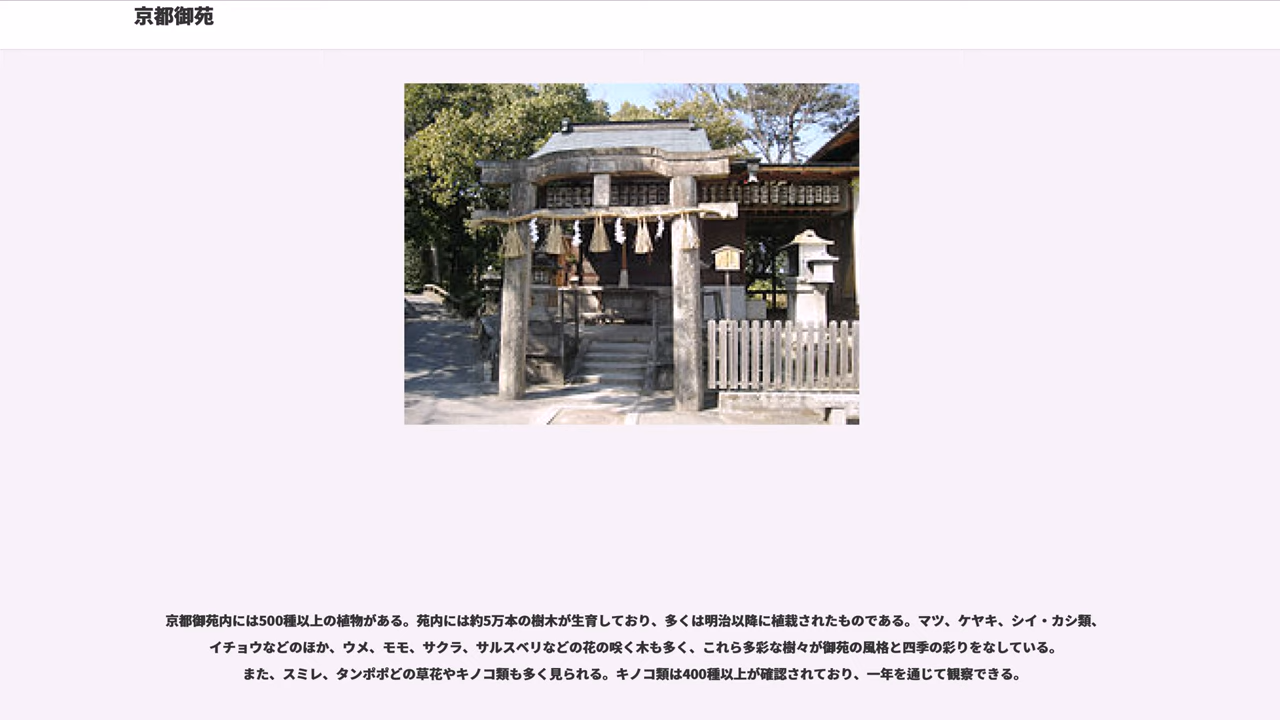 京都御苑
京都御苑内には500種以上の植物がある。苑内には約5万本の樹木が生育しており、多くは明治以降に植栽されたものである。マツ、ケヤキ、シイ・カシ類、
イチョウなどのほか、ウメ、モモ、サクラ、サルスベリなどの花の咲く木も多く、これら多彩な樹々が御苑の風格と四季の彩りをなしている。
また、スミレ、タンポポどの草花やキノコ類も多く見られる。キノコ類は400種以上が確認されており、一年を通じて観察できる。